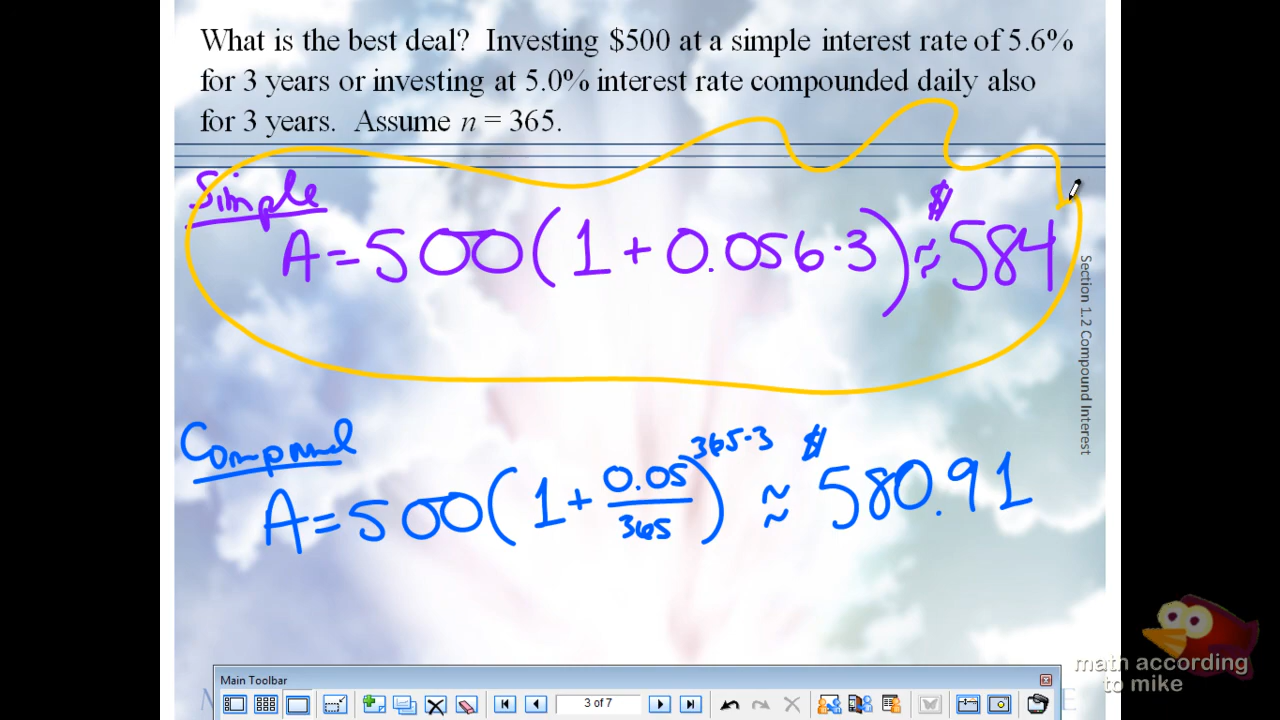 What is the best deal? Investing $500 at a simple interest rate of 5.6%
for 3 years or investing at 5.0% interest rate compounded daily also
for 3 years. Assume n = 365.
Simple
A = 500(1 + 0.056·3) ≈ $584
Section 1.2 Compound Interest
Compound
A = 500(1 + 0.05/365)^365·3 ≈ $580.91
math according
to mike
Main Toolbar
3 of 7